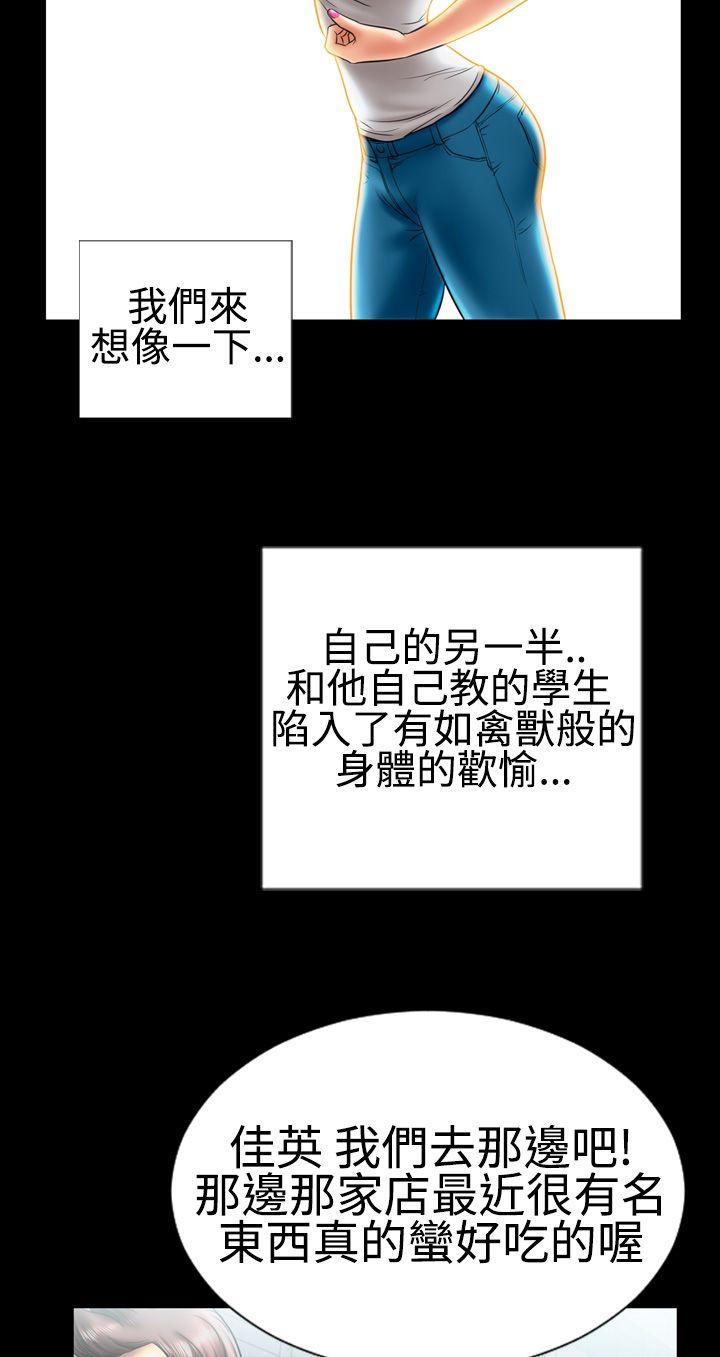 我們來
想像一下...
自己的另一半..
和他自己教的學生
陷入了有如禽獸般的
身體的歡愉...
佳英 我們去那邊吧!
那邊那家店最近很有名
東西真的蠻好吃的喔